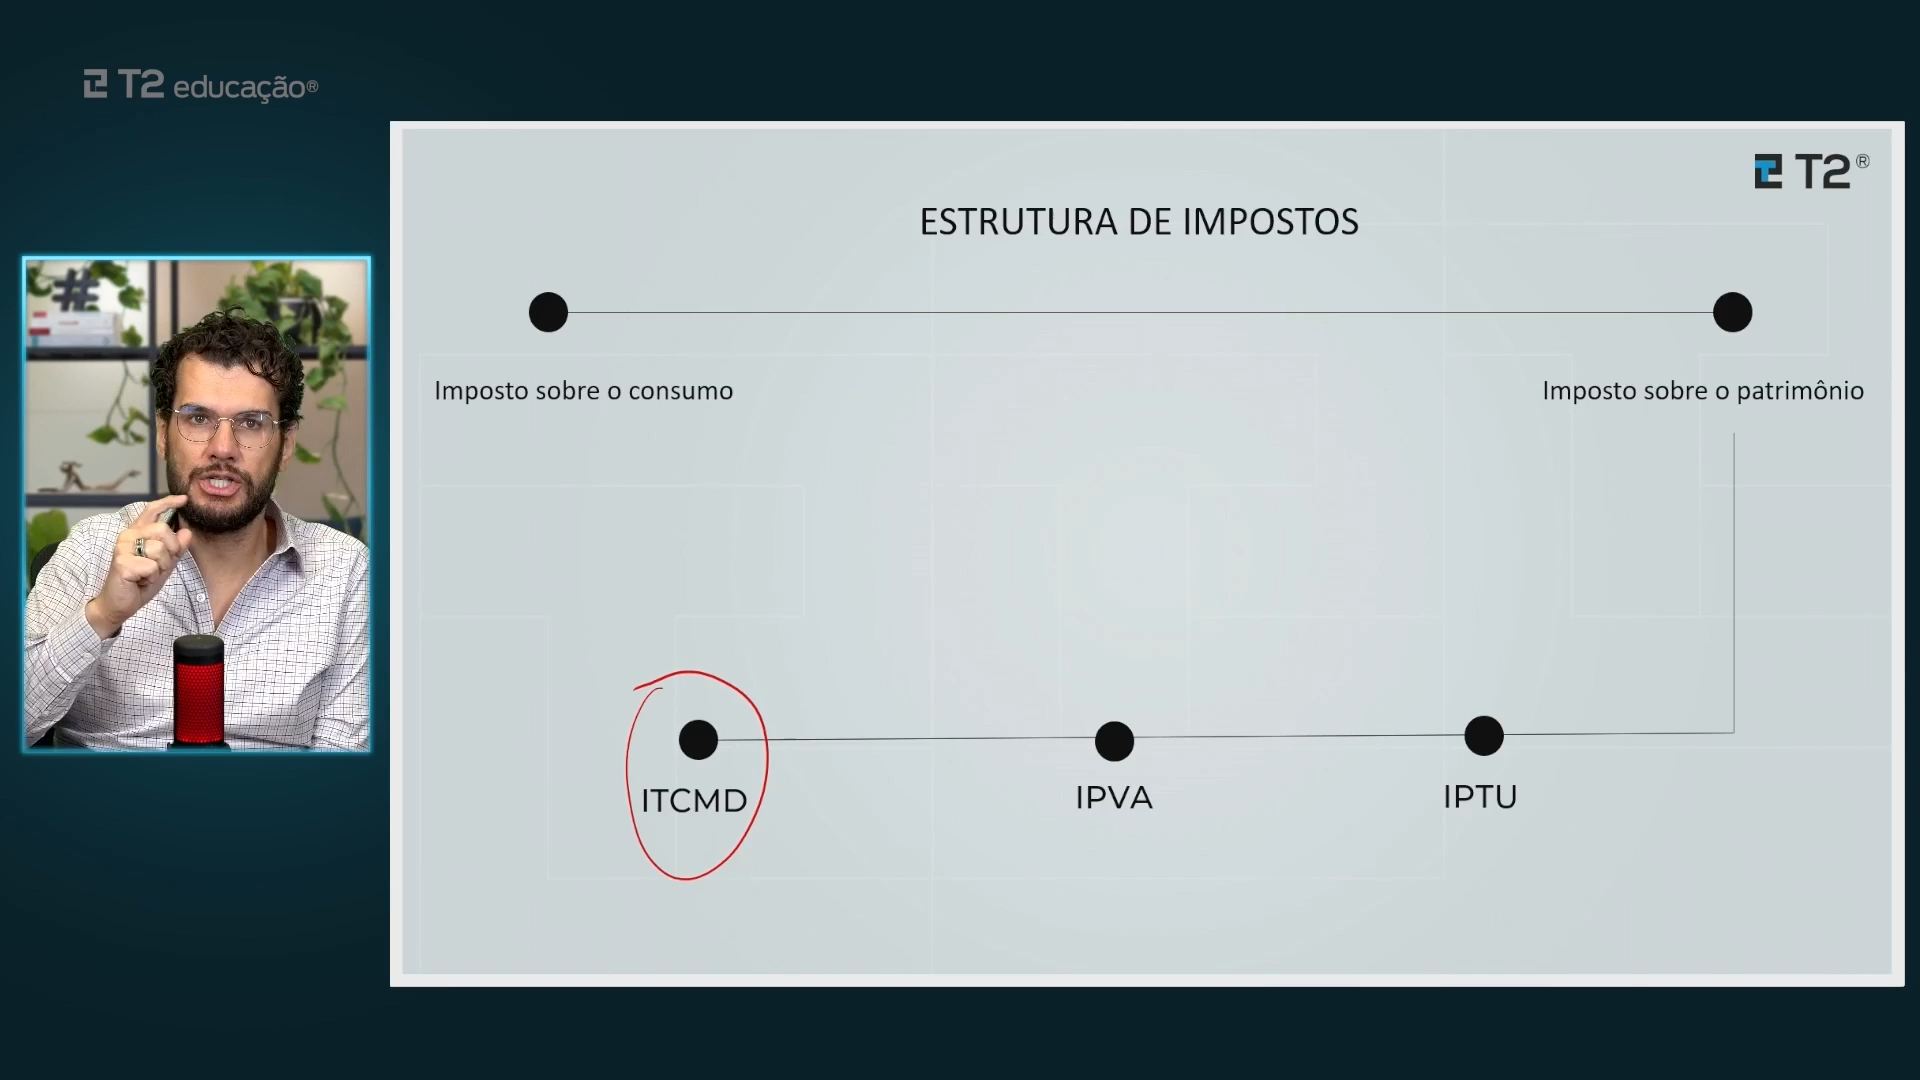 T2 educação®
T2®
ESTRUTURA DE IMPOSTOS
Imposto sobre o consumo
Imposto sobre o patrimônio
ITCMD
IPVA
IPTU